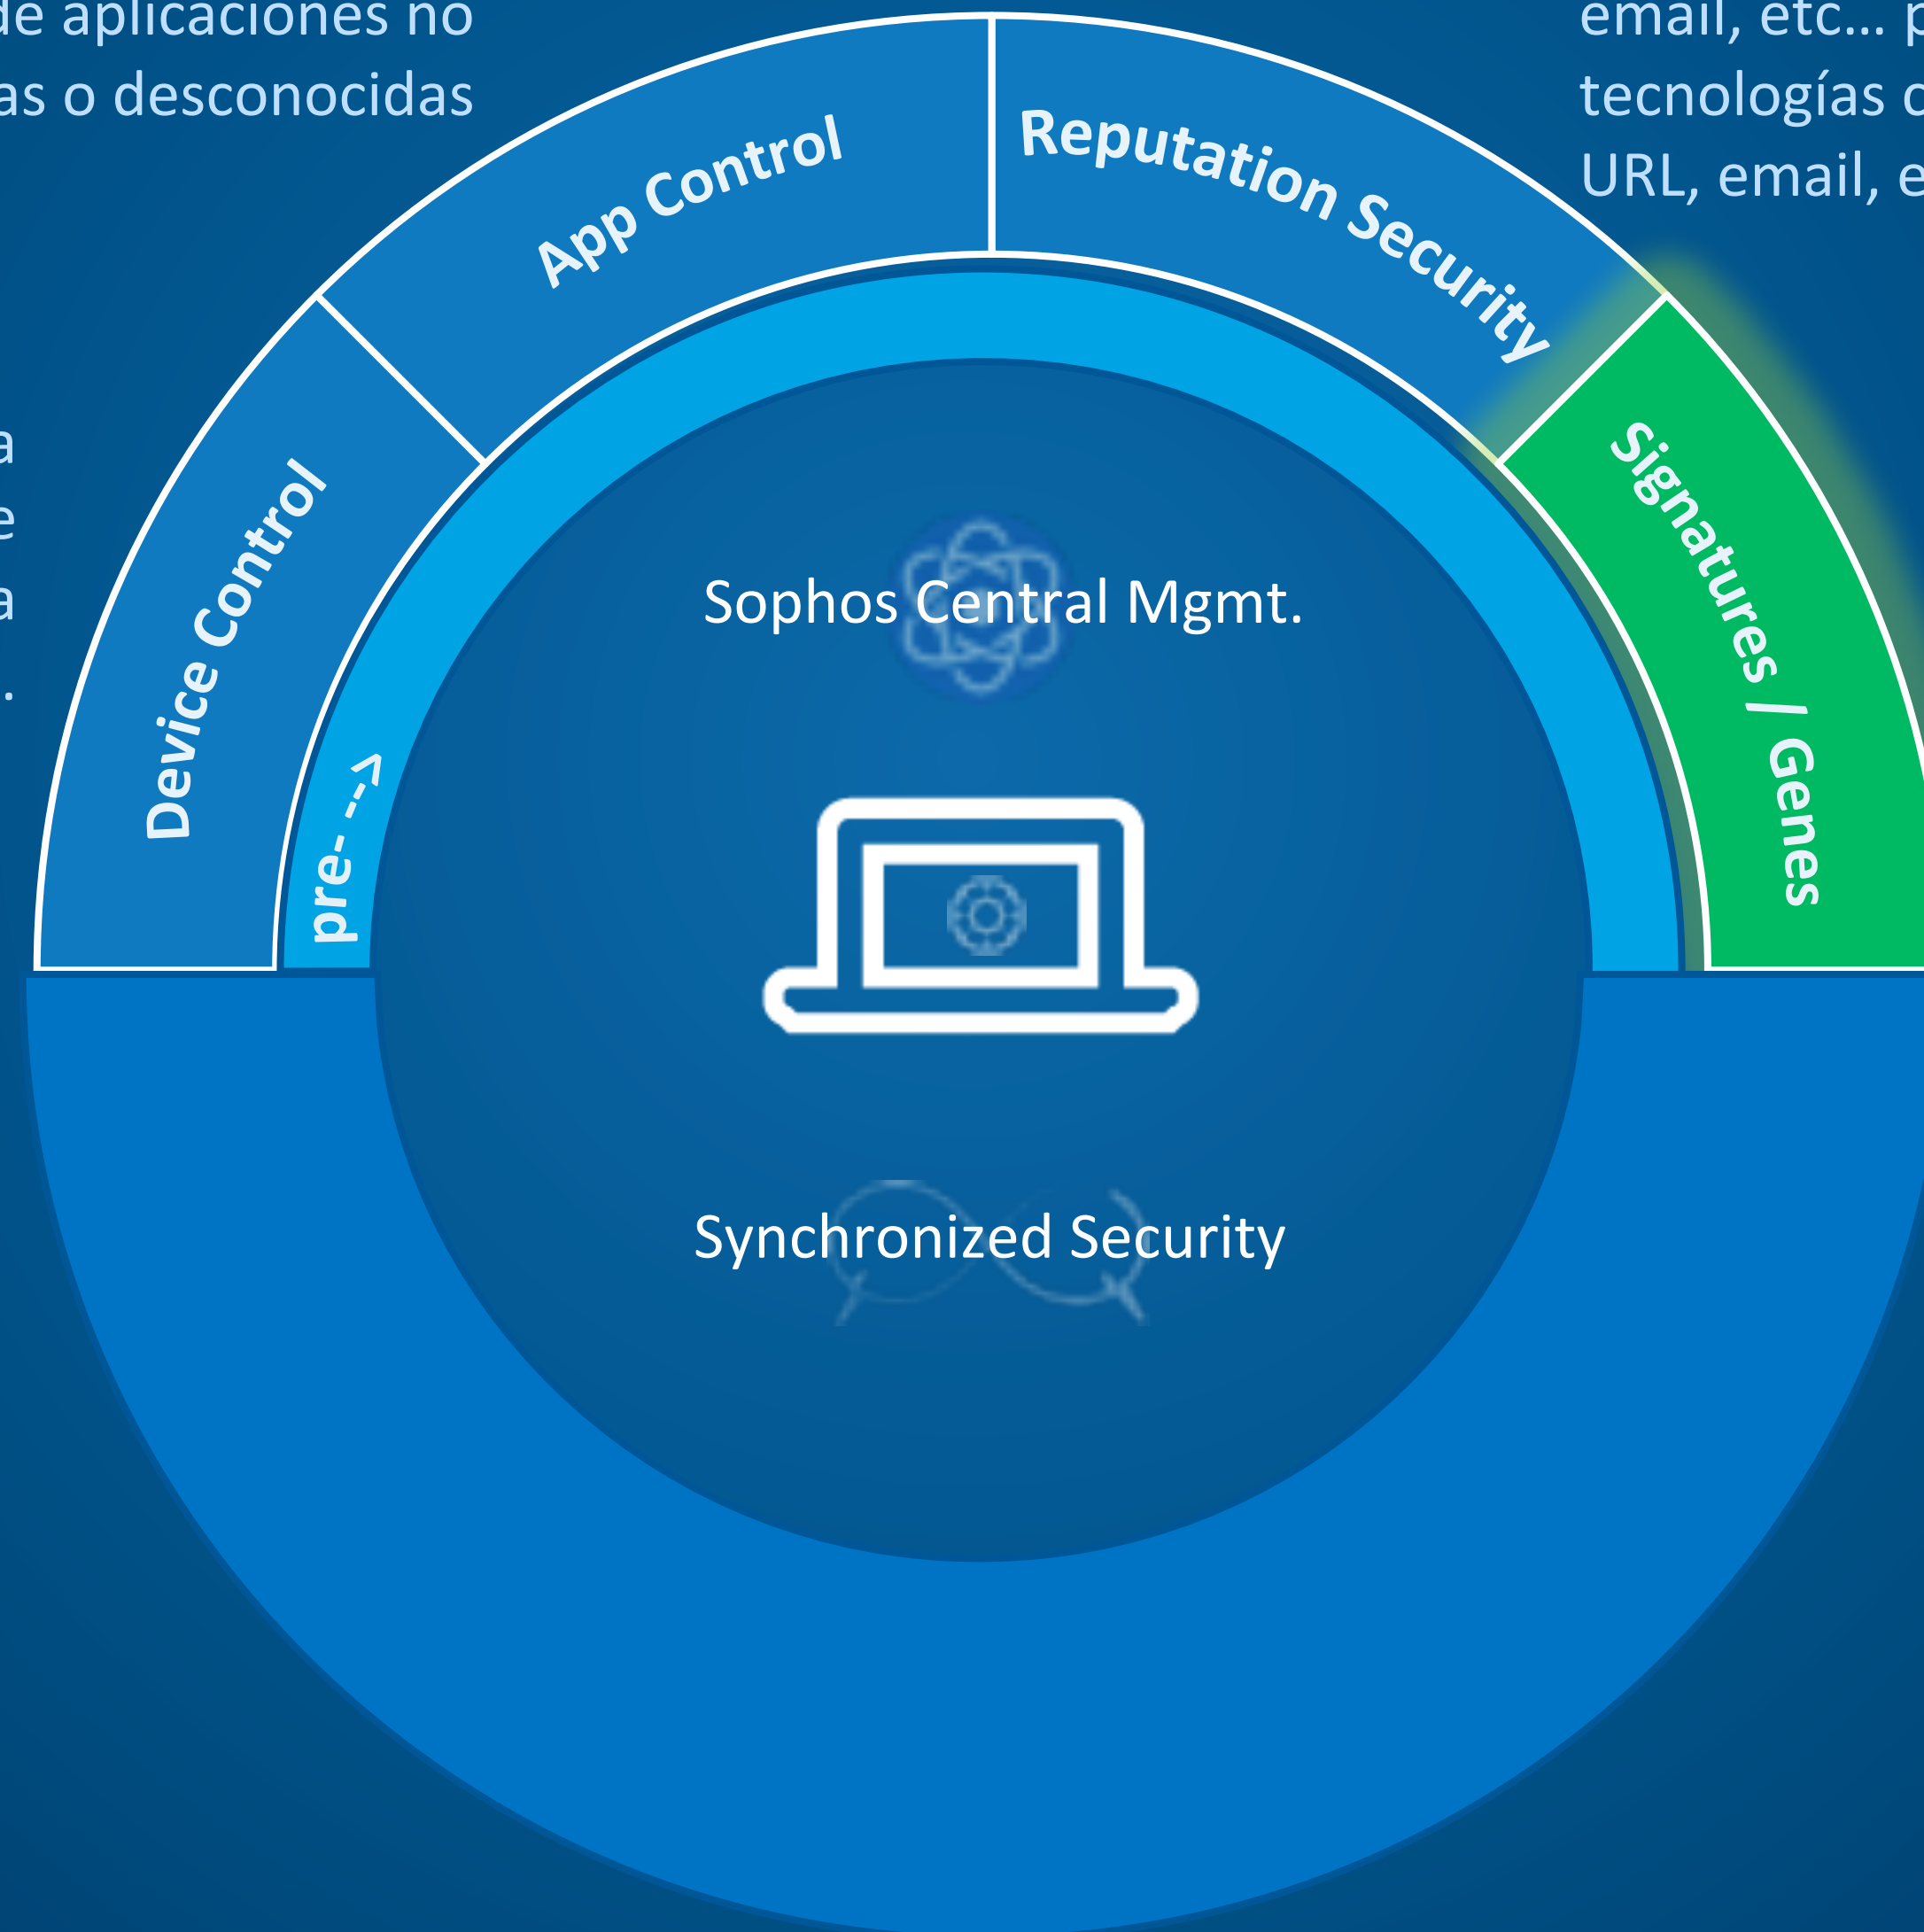 de aplicaciones no
as o desconocidas
email, etc...
tecnologías
URL, email,
App Control
Reputation Security
Device Control
Signatures / Genes
pre- --->
Sophos Central Mgmt.
Synchronized Security
a
e
a
.